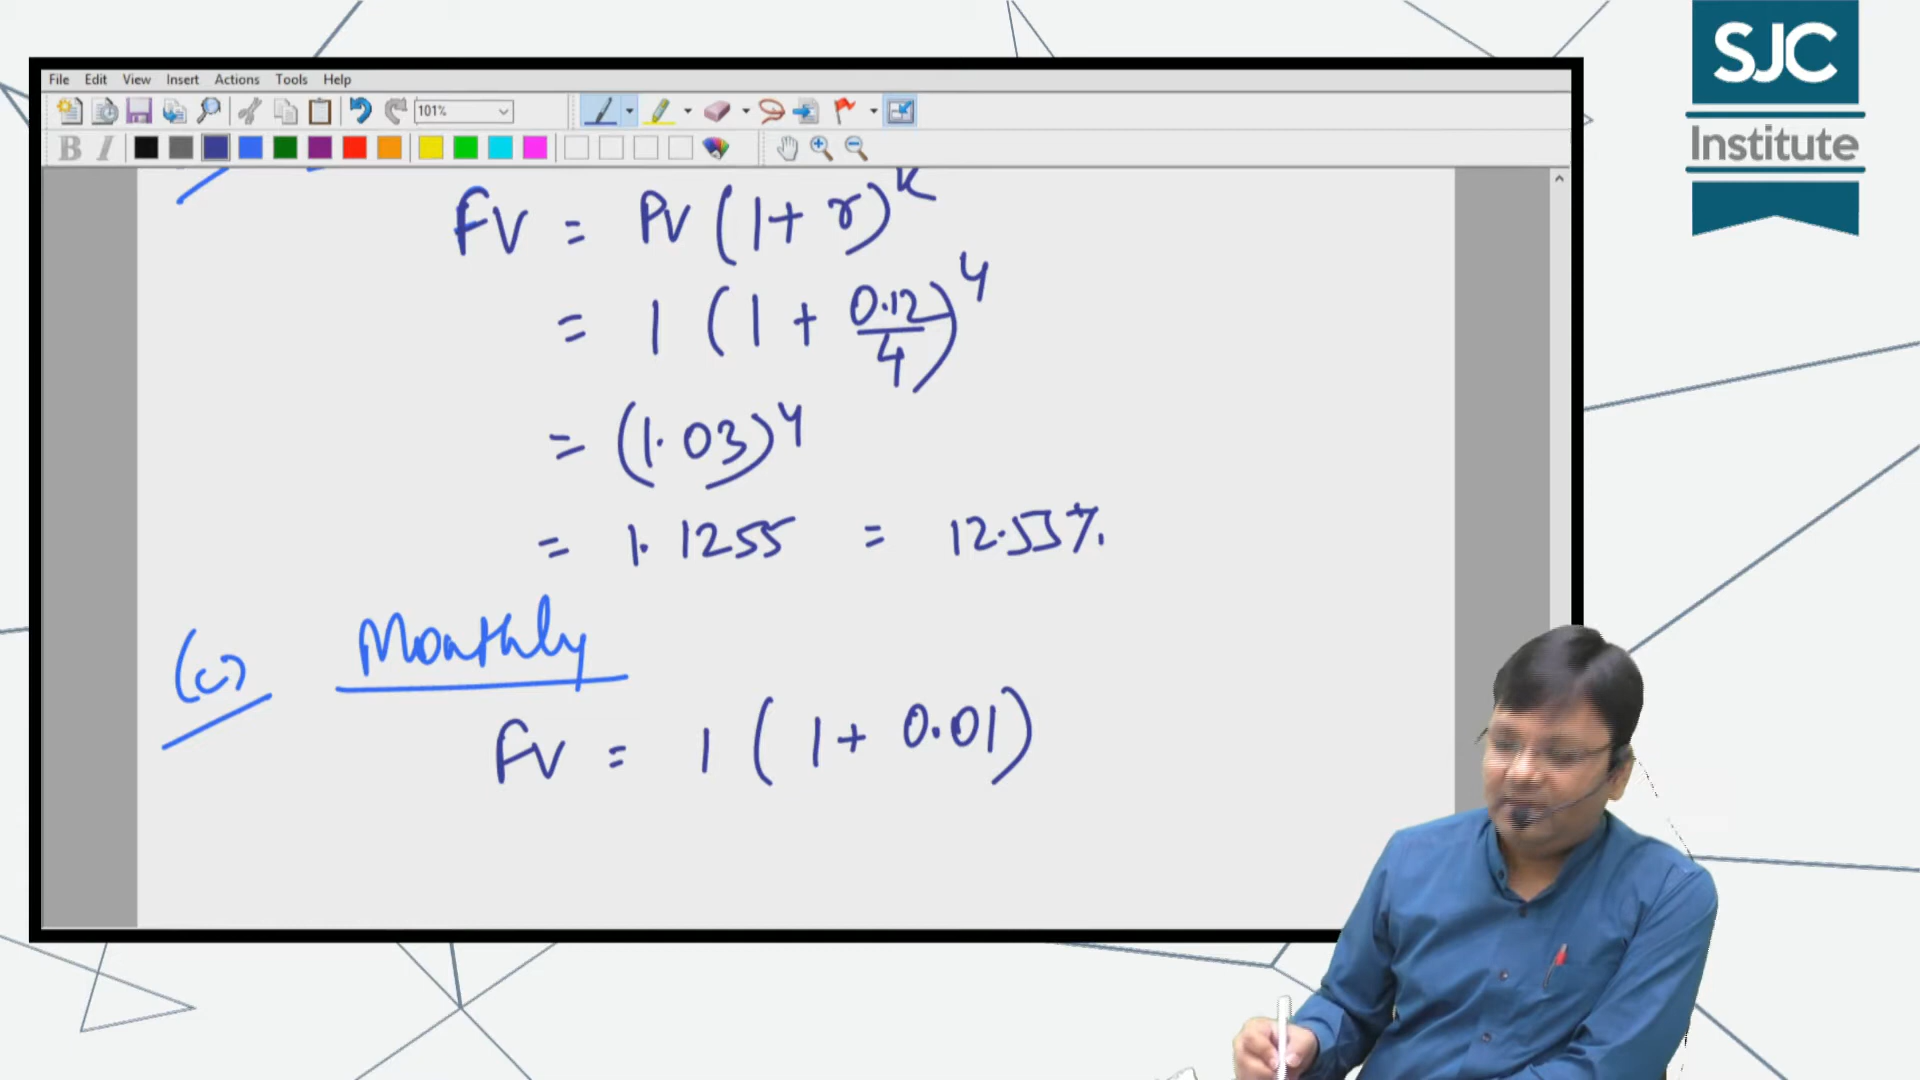 SJC
Institute
File Edit View Insert Actions Tools Help
101%
B I
FV = PV (1 + r)^k
= 1 (1 + 0.12/4)^4
= (1.03)^4
= 1.1255 = 12.55%
(c) Monthly
FV = 1 (1 + 0.01)